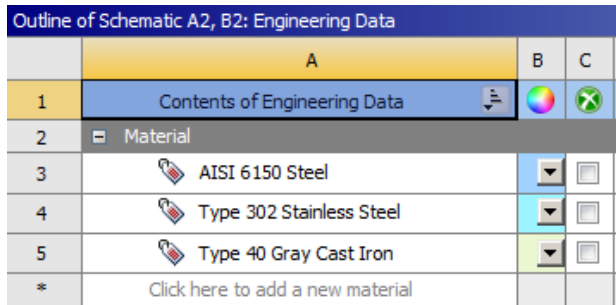 Outline of Schematic A2, B2: Engineering Data
A B C
1 Contents of Engineering Data
2 Material
3 AISI 6150 Steel
4 Type 302 Stainless Steel
5 Type 40 Gray Cast Iron
* Click here to add a new material